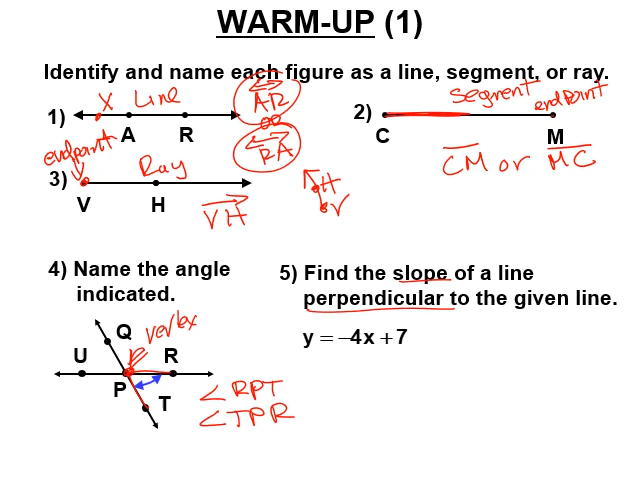 WARM-UP (1)
Identify and name each figure as a line, segment, or ray.
1)
X
Line
AR
or
RA
A
R
2)
segment
endpoint
C
M
CM or MC
endpoint
3)
Ray
V
H
VH
H
V
4) Name the angle
indicated.
Q
vertex
U
R
P
T
<RPT
<TPR
5) Find the slope of a line
perpendicular to the given line.
y = −4x + 7